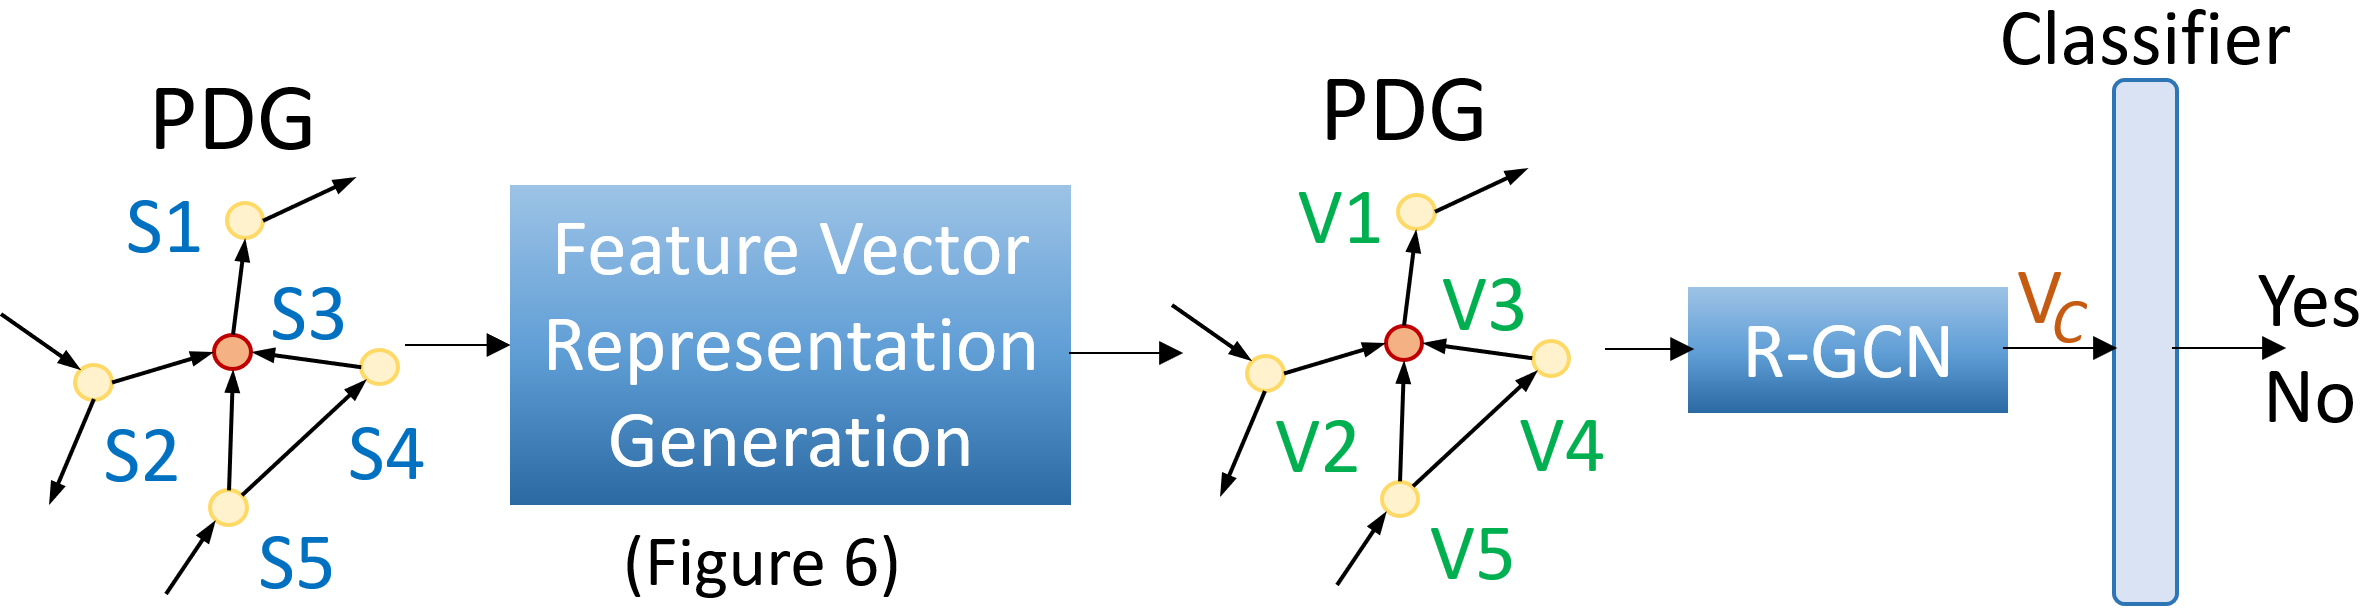 PDG
S1
S3
S2
S4
S5
Feature Vector
Representation
Generation
(Figure 6)
PDG
V1
V3
V2
V4
V5
R-GCN
VC
Classifier
Yes
No